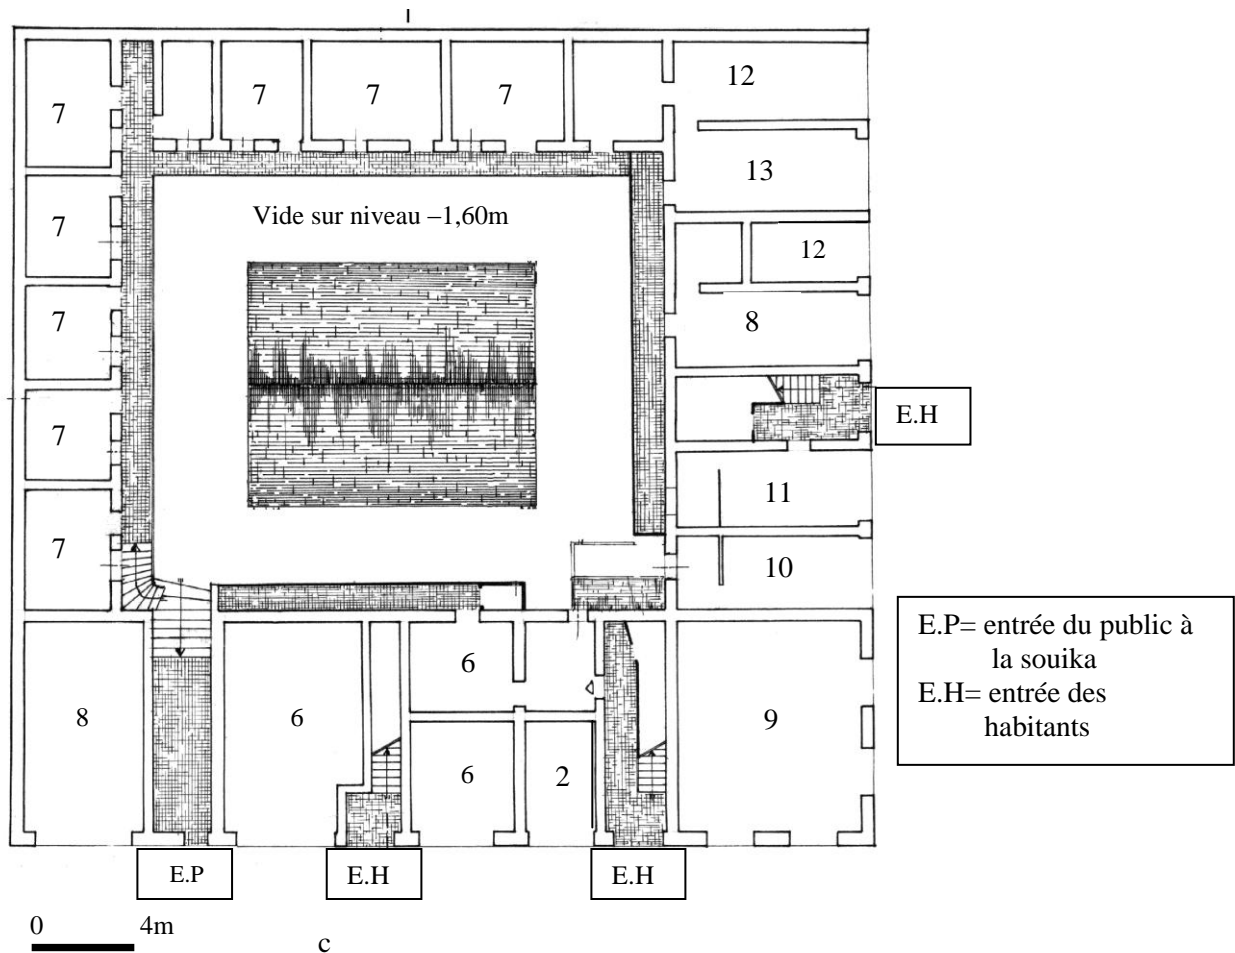 7
7
7
7
12
7
13
Vide sur niveau –1,60m
7
12
7
8
E.H
7
11
7
10
E.P= entrée du public à
la souika
E.H= entrée des
habitants
6
8
6
9
6
2
E.P
E.H
E.H
0
4m
c